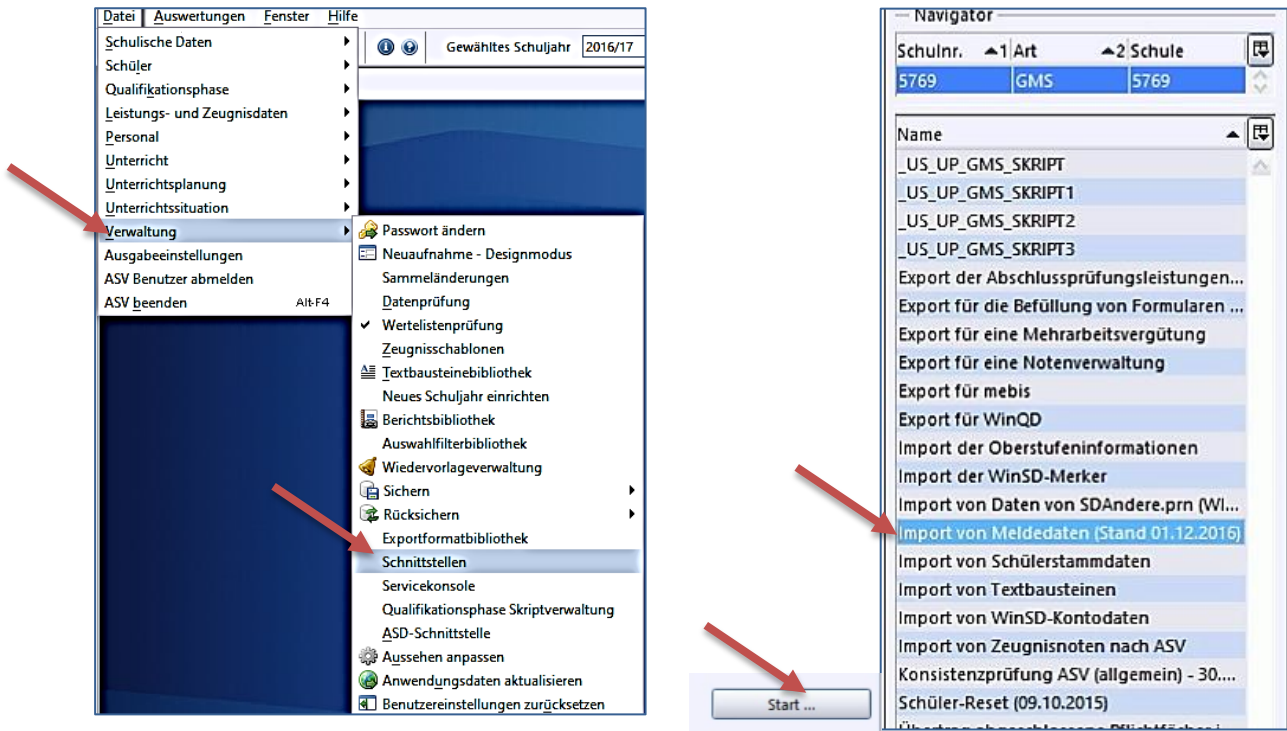 Datei Auswertungen Fenster Hilfe
Schulische Daten
Schüler
Qualifikationsphase
Leistungs- und Zeugnisdaten
Personal
Unterricht
Unterrichtsplanung
Unterrichtssituation
Verwaltung
Ausgabeeinstellungen
ASV Benutzer abmelden
ASV beenden Alt-F4
Gewähltes Schuljahr 2016/17
Passwort ändern
Neuaufnahme - Designmodus
Sammeländerungen
Datenprüfung
Wertelistenprüfung
Zeugnisschablonen
Textbausteinebibliothek
Neues Schuljahr einrichten
Berichtsbibliothek
Auswahlfilterbibliothek
Wiedervorlageverwaltung
Sichern
Rücksichern
Exportformatbibliothek
Schnittstellen
Servicekonsole
Qualifikationsphase Skriptverwaltung
ASD-Schnittstelle
Aussehen anpassen
Anwendungsdaten aktualisieren
Benutzereinstellungen zurücksetzen
Start ...
Navigator
Schulnr. 1 Art 2 Schule
5769 GMS 5769
Name
_US_UP_GMS_SKRIPT
_US_UP_GMS_SKRIPT1
_US_UP_GMS_SKRIPT2
_US_UP_GMS_SKRIPT3
Export der Abschlussprüfungsleistungen...
Export für die Befüllung von Formularen ...
Export für eine Mehrarbeitsvergütung
Export für eine Notenverwaltung
Export für mebis
Export für WinQD
Import der Oberstufeninformationen
Import der WinSD-Merker
Import von Daten von SDAndere.prn (WI...
Import von Meldedaten (Stand 01.12.2016)
Import von Schülerstammdaten
Import von Textbausteinen
Import von WinSD-Kontodaten
Import von Zeugnisnoten nach ASV
Konsistenzprüfung ASV (allgemein) - 30....
Schüler-Reset (09.10.2015)